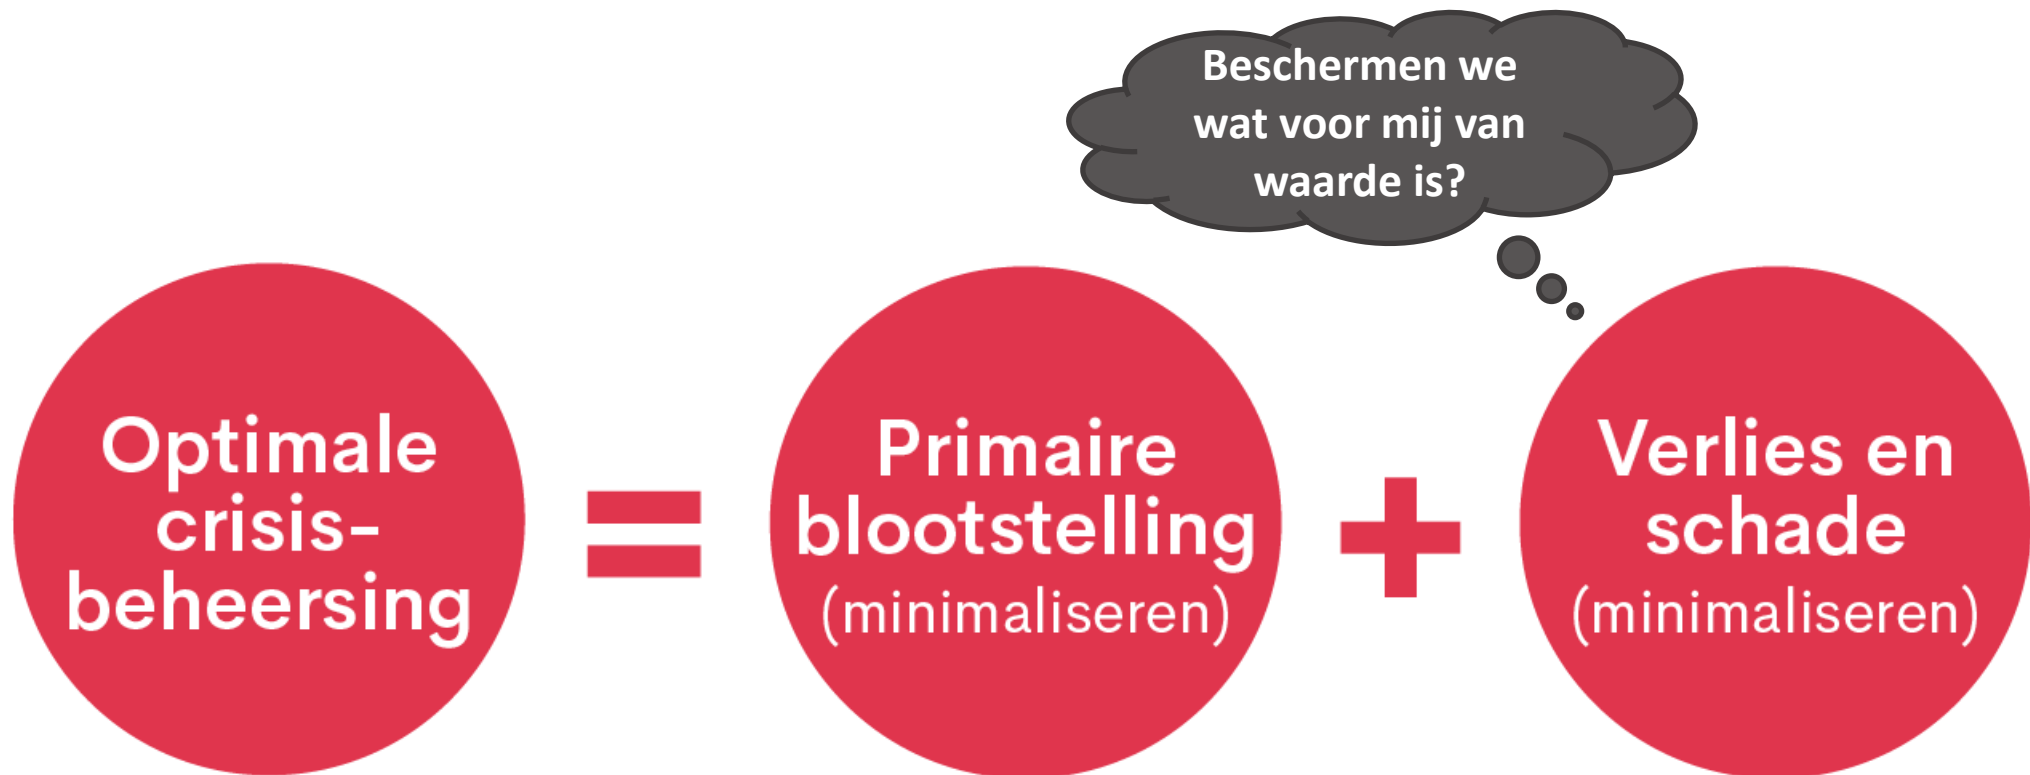 Beschermen we
wat voor mij van
waarde is?
Optimale
crisis-
beheersing
=
Primaire
blootstelling
(minimaliseren)
+
Verlies en
schade
(minimaliseren)